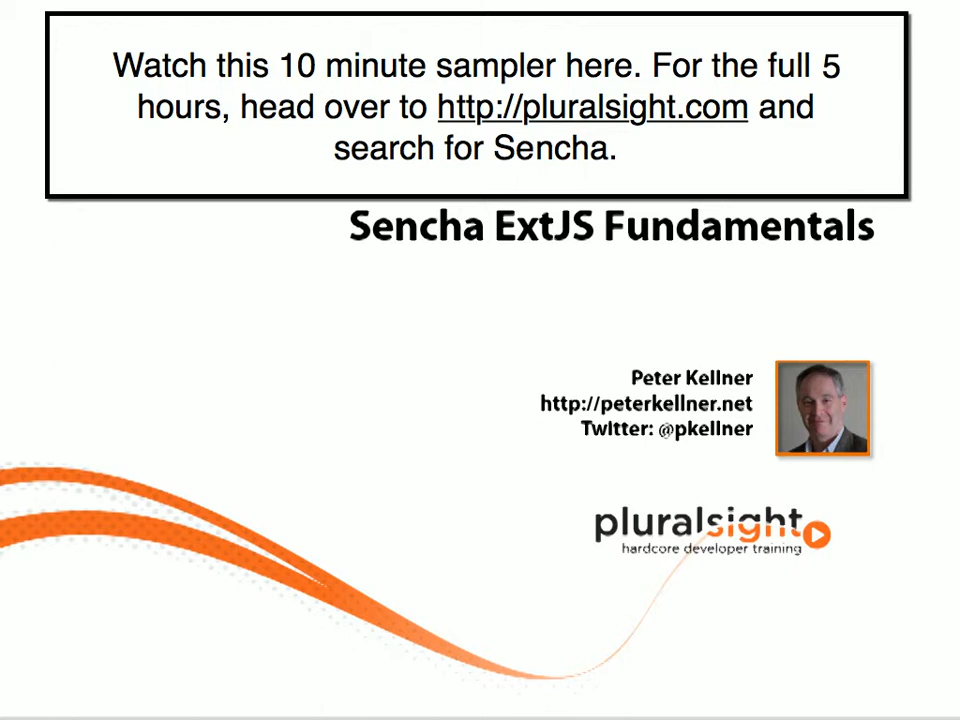 Watch this 10 minute sampler here. For the full 5
hours, head over to http://pluralsight.com and
search for Sencha.
Sencha ExtJS Fundamentals
Peter Kellner
http://peterkellner.net
Twitter: @pkellner
pluralsight
hardcore developer training